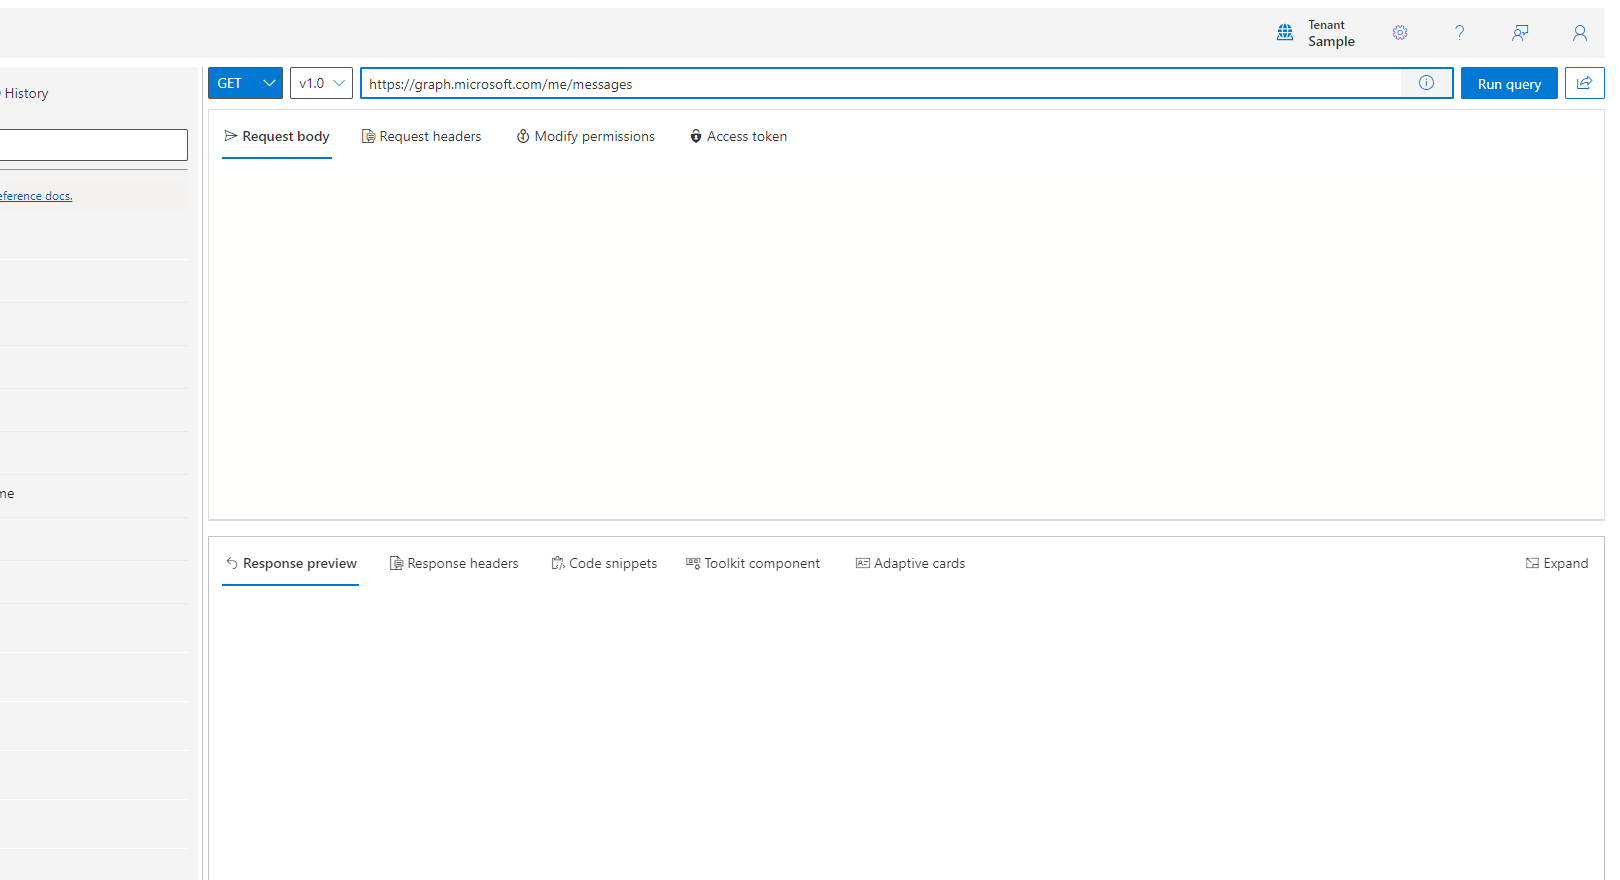 Tenant
Sample
?
History
eference docs.
me
GET
v1.0
https://graph.microsoft.com/me/messages
Run query
Request body
Request headers
Modify permissions
Access token
Response preview
Response headers
Code snippets
Toolkit component
Adaptive cards
Expand